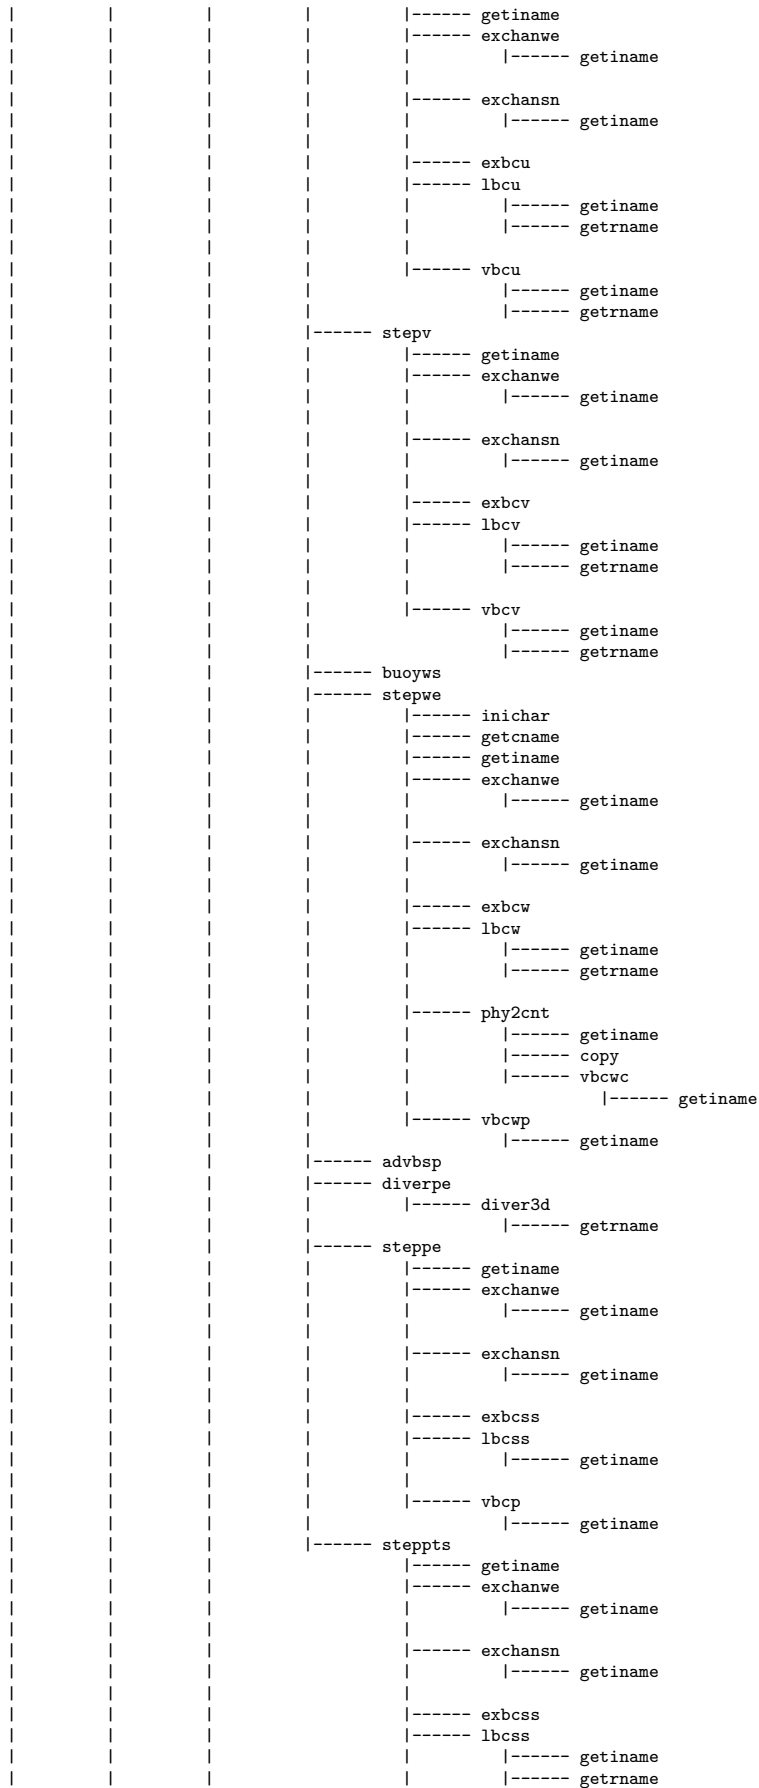 |           |           |           |           |------ getiname
|           |           |           |           |------ exchanwe
|           |           |           |           |           |------ getiname
|           |           |           |           |
|           |           |           |           |------ exchansn
|           |           |           |           |           |------ getiname
|           |           |           |           |
|           |           |           |           |------ exbcu
|           |           |           |           |------ lbcu
|           |           |           |           |           |------ getiname
|           |           |           |           |           |------ getrname
|           |           |           |           |
|           |           |           |           |------ vbcu
|           |           |           |                       |------ getiname
|           |           |           |                       |------ getrname
|           |           |           |------ stepv
|           |           |           |           |------ getiname
|           |           |           |           |------ exchanwe
|           |           |           |           |           |------ getiname
|           |           |           |           |
|           |           |           |           |------ exchansn
|           |           |           |           |           |------ getiname
|           |           |           |           |
|           |           |           |           |------ exbcv
|           |           |           |           |------ lbcv
|           |           |           |           |           |------ getiname
|           |           |           |           |           |------ getrname
|           |           |           |           |
|           |           |           |           |------ vbcv
|           |           |           |                       |------ getiname
|           |           |           |                       |------ getrname
|           |           |           |------ buoyws
|           |           |           |------ stepwe
|           |           |           |           |------ inichar
|           |           |           |           |------ getcname
|           |           |           |           |------ getiname
|           |           |           |           |------ exchanwe
|           |           |           |           |           |------ getiname
|           |           |           |           |
|           |           |           |           |------ exchansn
|           |           |           |           |           |------ getiname
|           |           |           |           |
|           |           |           |           |------ exbcw
|           |           |           |           |------ lbcw
|           |           |           |           |           |------ getiname
|           |           |           |           |           |------ getrname
|           |           |           |           |
|           |           |           |           |------ phy2cnt
|           |           |           |           |           |------ getiname
|           |           |           |           |           |------ copy
|           |           |           |           |           |------ vbcwc
|           |           |           |           |                       |------ getiname
|           |           |           |           |------ vbcwp
|           |           |           |                       |------ getiname
|           |           |           |------ advbsp
|           |           |           |------ diverpe
|           |           |           |           |------ diver3d
|           |           |           |                       |------ getrname
|           |           |           |------ steppe
|           |           |           |           |------ getiname
|           |           |           |           |------ exchanwe
|           |           |           |           |           |------ getiname
|           |           |           |           |
|           |           |           |           |------ exchansn
|           |           |           |           |           |------ getiname
|           |           |           |           |
|           |           |           |           |------ exbcss
|           |           |           |           |------ lbcss
|           |           |           |           |           |------ getiname
|           |           |           |           |
|           |           |           |           |------ vbcp
|           |           |           |                       |------ getiname
|           |           |           |------ steppts
|           |           |                       |------ getiname
|           |           |                       |------ exchanwe
|           |           |                       |           |------ getiname
|           |           |                       |
|           |           |                       |------ exchansn
|           |           |                       |           |------ getiname
|           |           |                       |
|           |           |                       |------ exbcss
|           |           |                       |------ lbcss
|           |           |                       |           |------ getiname
|           |           |                       |           |------ getrname